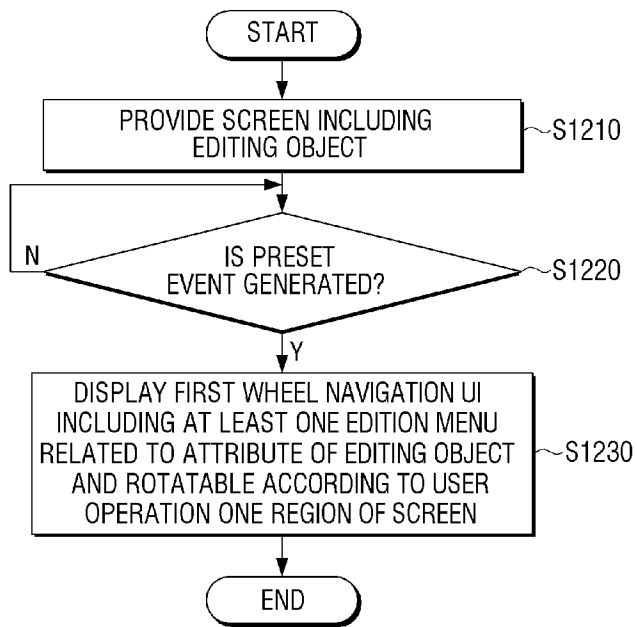 START
PROVIDE SCREEN INCLUDING
EDITING OBJECT
S1210
IS PRESET
EVENT GENERATED?
S1220
N
Y
DISPLAY FIRST WHEEL NAVIGATION UI
INCLUDING AT LEAST ONE EDITION MENU
RELATED TO ATTRIBUTE OF EDITING OBJECT
AND ROTATABLE ACCORDING TO USER
OPERATION ONE REGION OF SCREEN
S1230
END